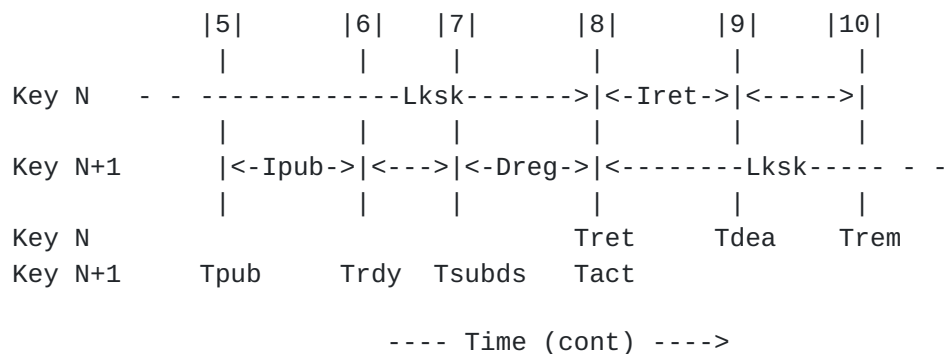 |5|      |6|   |7|      |8|      |9|    |10|
|        |     |        |        |       |
Key N   - - -------------Lksk------->|<-Iret->|<----->|
|        |     |        |        |       |
Key N+1      |<-Ipub->|<--->|<-Dreg->|<--------Lksk----- - -
|        |     |        |        |       |
Key N                               Tret     Tdea    Trem
Key N+1     Tpub     Trdy  Tsubds   Tact
---- Time (cont) ---->